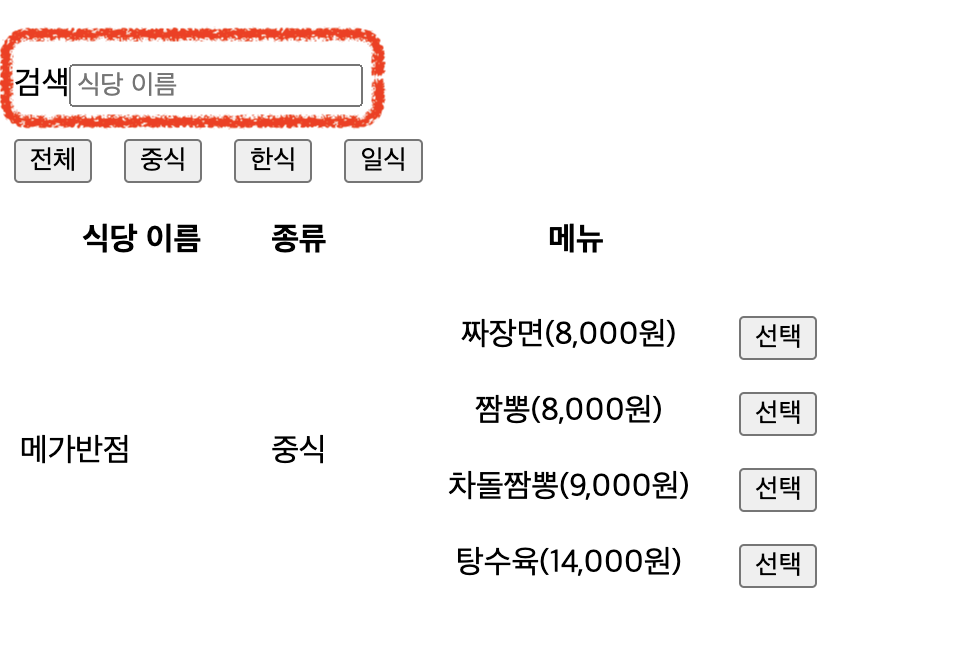 검색 식당 이름
전체 중식 한식 일식
식당 이름 종류 메뉴
짜장면(8,000원) 선택
짬뽕(8,000원) 선택
메가반점 중식
차돌짬뽕(9,000원) 선택
탕수육(14,000원) 선택